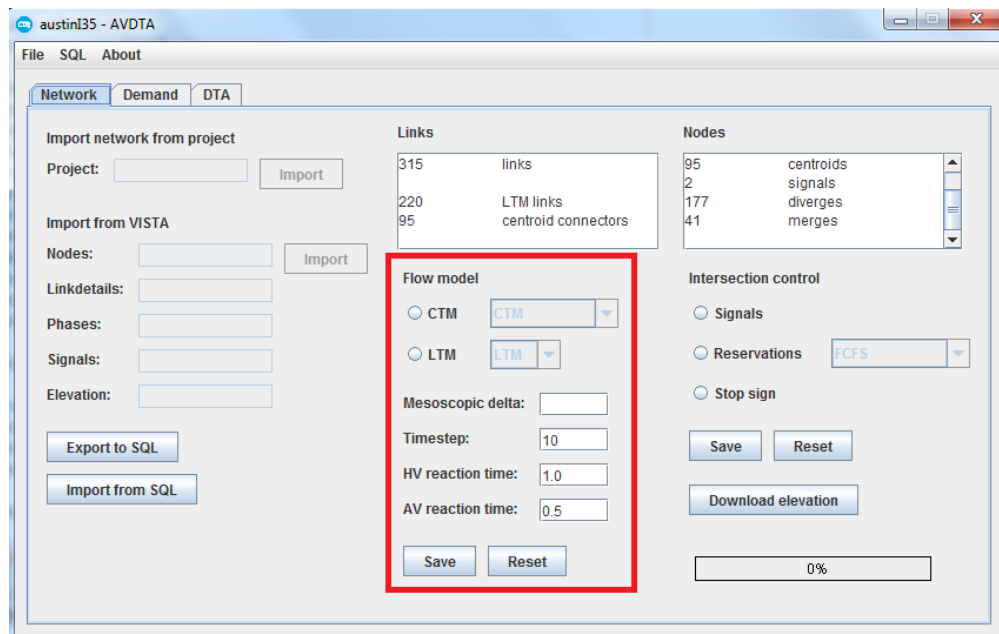 austinI35 - AVDTA
File SQL About
Network Demand DTA
Import network from project
Project: Import
Import from VISTA
Nodes: Import
Linkdetails:
Phases:
Signals:
Elevation:
Export to SQL
Import from SQL
Links
315 links
220 LTM links
95 centroid connectors
Flow model
CTM CTM
LTM LTM
Mesoscopic delta:
Timestep: 10
HV reaction time: 1.0
AV reaction time: 0.5
Save Reset
Nodes
95 centroids
2 signals
177 diverges
41 merges
Intersection control
Signals
Reservations FCFS
Stop sign
Save Reset
Download elevation
0%